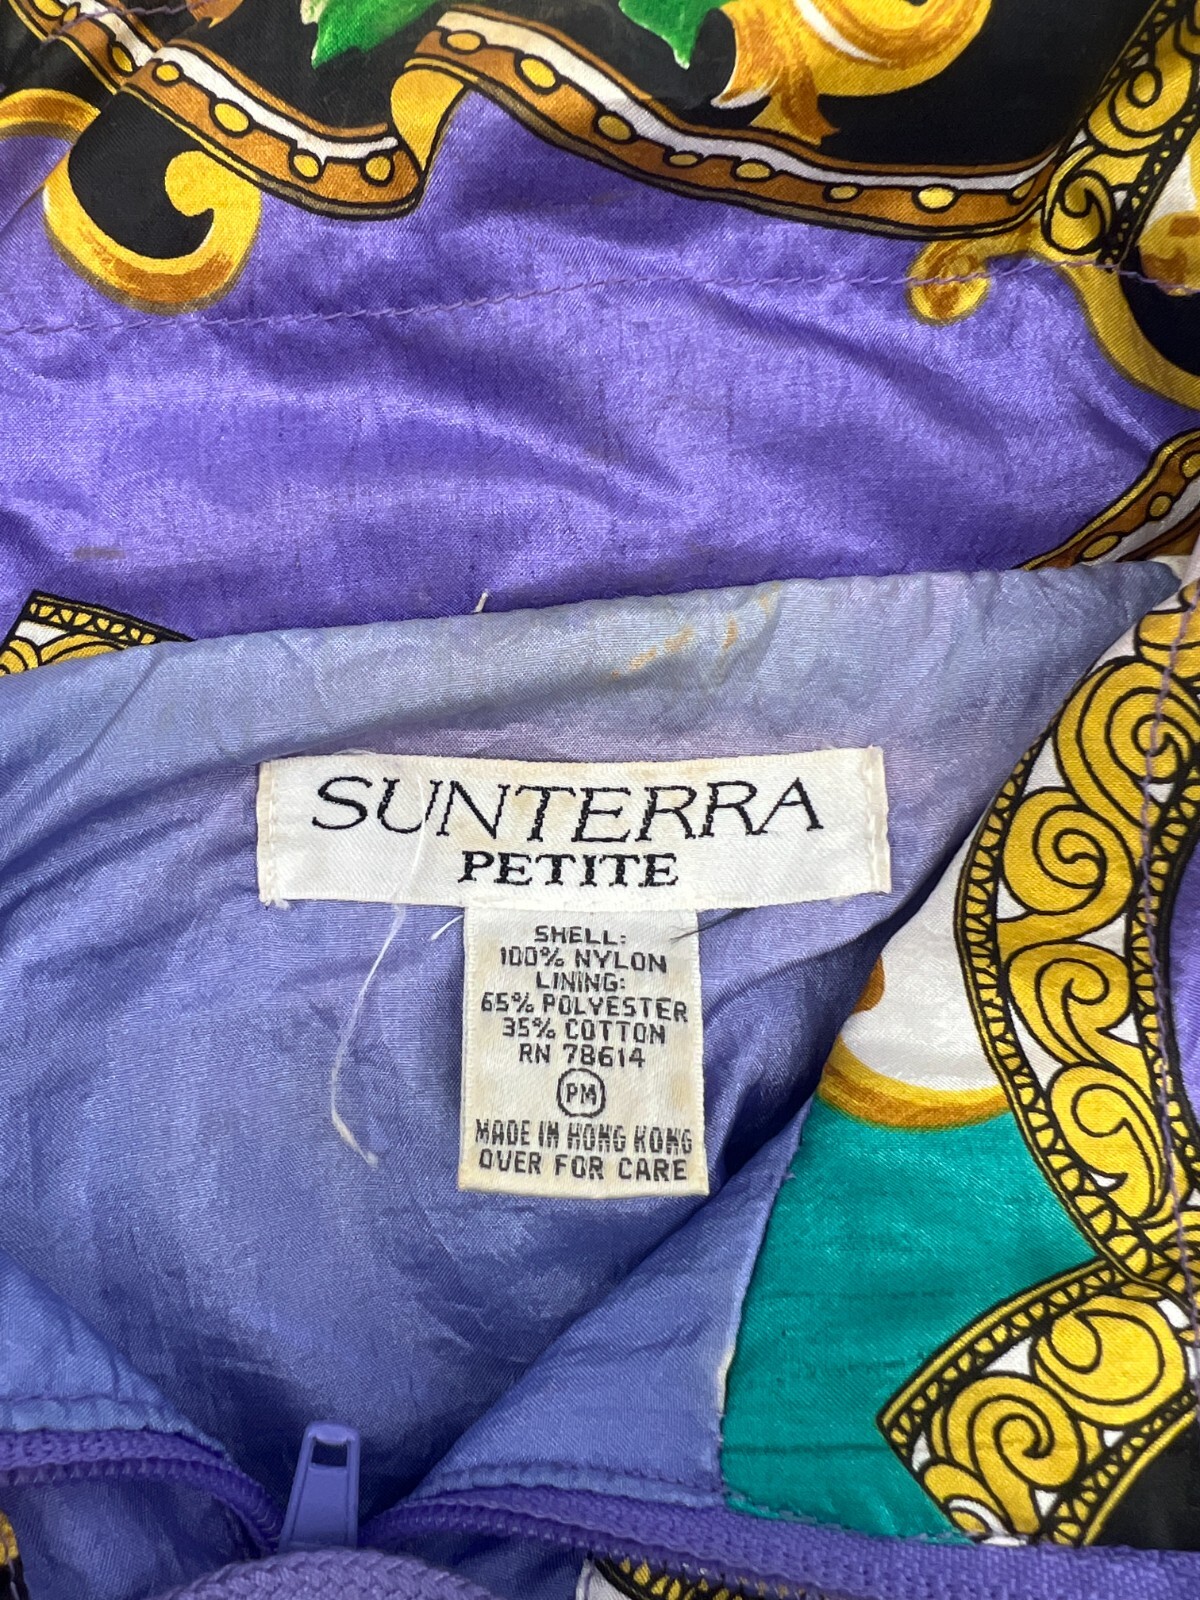 SUNTERRA
PETITE
SHELL:
100% NYLON
LINING:
65% POLYESTER
35% COTTON
RN 78614
PM
MADE IN HONG KONG
OVER FOR CARE